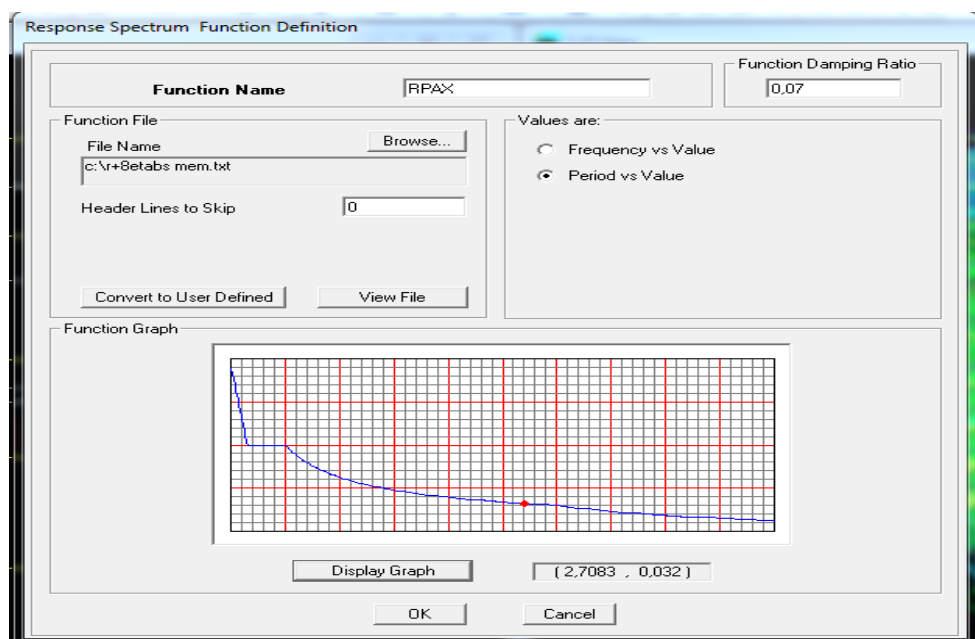 Response Spectrum Function Definition
Function Name
RPAX
Function Damping Ratio
0,07
Function File
File Name
Browse...
c:\r+8etabs mem.txt
Header Lines to Skip
0
Convert to User Defined
View File
Values are:
Frequency vs Value
Period vs Value
Function Graph
Display Graph
( 2,7083 , 0,032 )
OK
Cancel